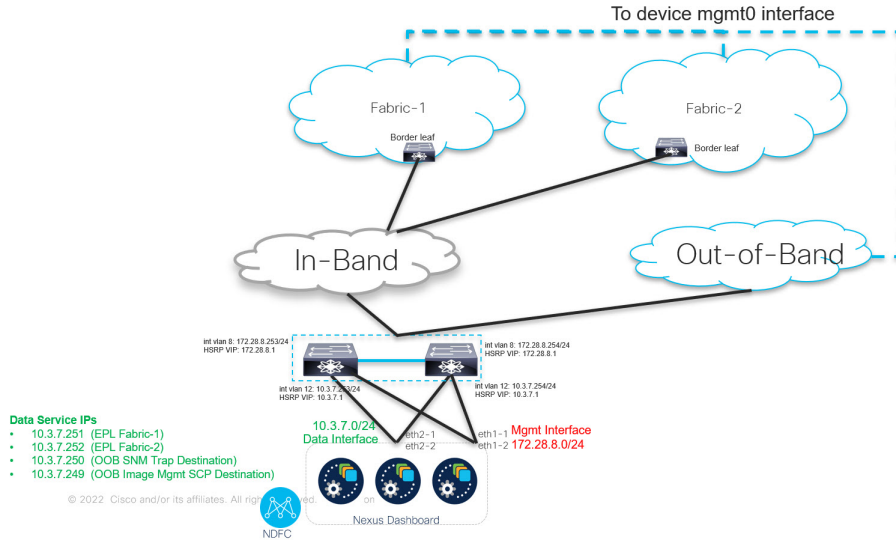 To device mgmt0 interface
Fabric-1
Fabric-2
Border leaf
Border leaf
In-Band
Out-of-Band
int vlan 8: 172.28.8.253/24
HSRP VIP: 172.28.8.1
int vlan 8: 172.28.8.254/24
HSRP VIP: 172.28.8.1
int vlan 12: 10.3.7.253/24
HSRP VIP: 10.3.7.1
int vlan 12: 10.3.7.254/24
HSRP VIP: 10.3.7.1
Data Service IPs
• 10.3.7.251 (EPL Fabric-1)
• 10.3.7.252 (EPL Fabric-2)
• 10.3.7.250 (OOB SNM Trap Destination)
• 10.3.7.249 (OOB Image Mgmt SCP Destination)
10.3.7.0/24
Data Interface
eth2-1
eth2-2
eth1-1
eth1-2
Mgmt Interface
172.28.8.0/24
© 2022 Cisco and/or its affiliates. All
Nexus Dashboard
NDFC